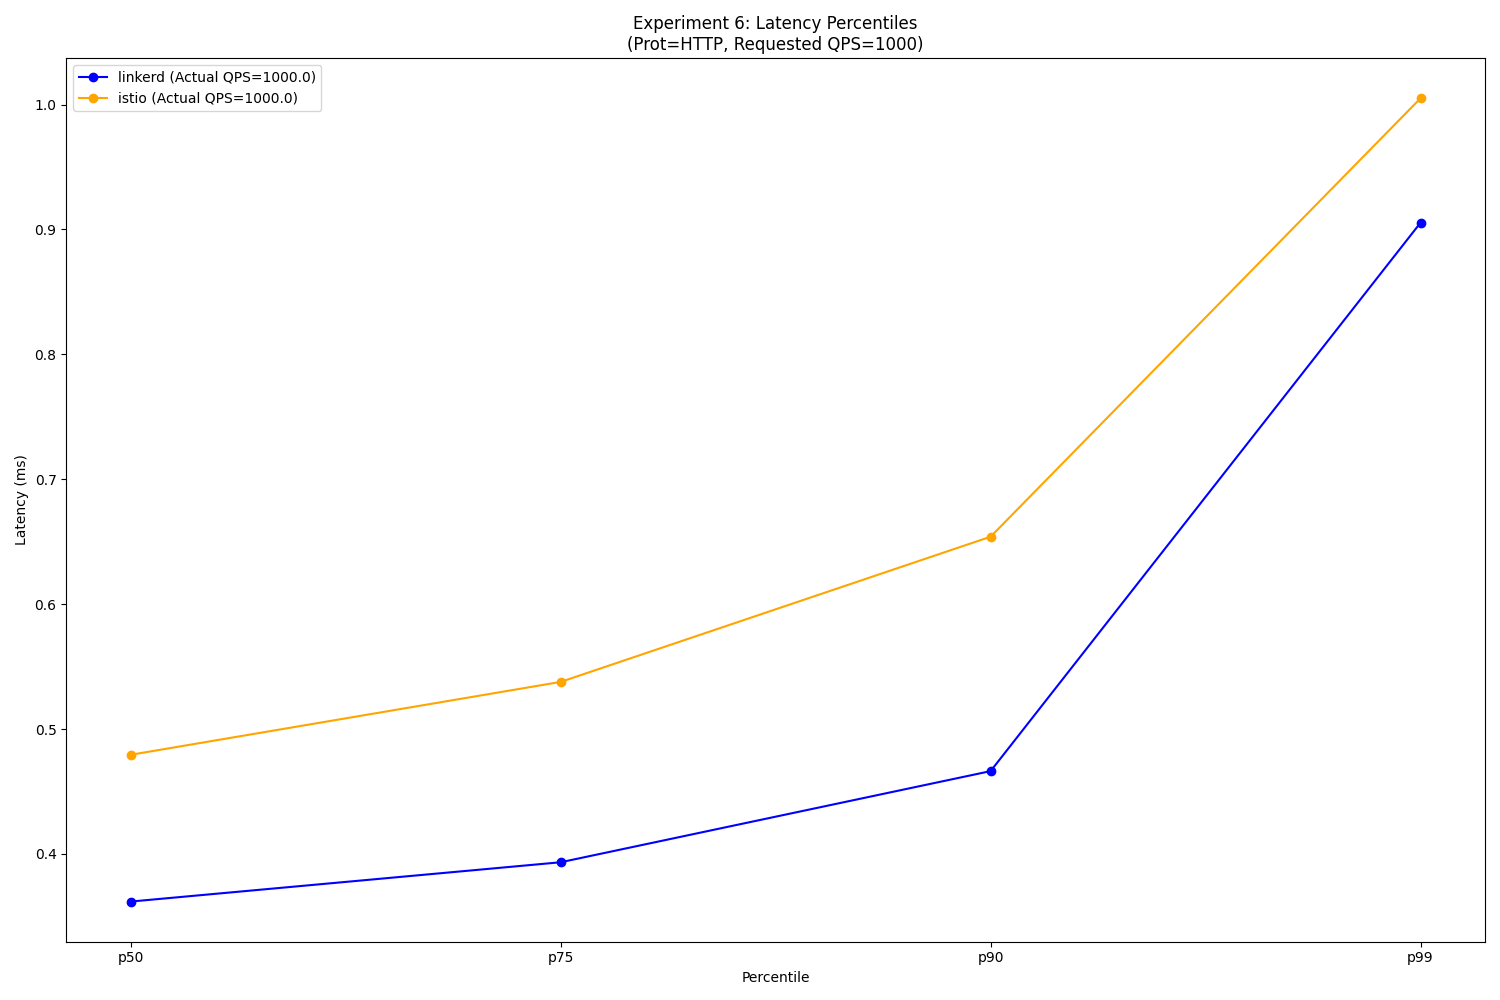 Experiment 6: Latency Percentiles
(Prot=HTTP, Requested QPS=1000)
linkerd (Actual QPS=1000.0)
istio (Actual QPS=1000.0)
Latency (ms)
1.0
0.9
0.8
0.7
0.6
0.5
0.4
p50
p75
p90
p99
Percentile